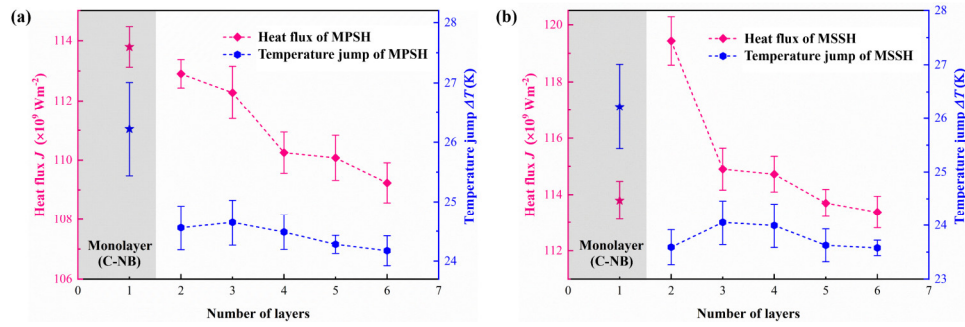 (a)
114
112
110
108
106
Heat flux J (×10⁹ Wm⁻²)
Heat flux of MPSH
Temperature jump of MPSH
Monolayer
(C-NB)
28
27
26
25
24
Temperature jump ΔT(K)
0 1 2 3 4 5 6 7
Number of layers
(b)
120
118
116
114
112
Heat flux J (×10⁹ Wm⁻²)
Heat flux of MSSH
Temperature jump of MSSH
Monolayer
(C-NB)
28
27
26
25
24
23
Temperature jump ΔT(K)
0 1 2 3 4 5 6 7
Number of layers